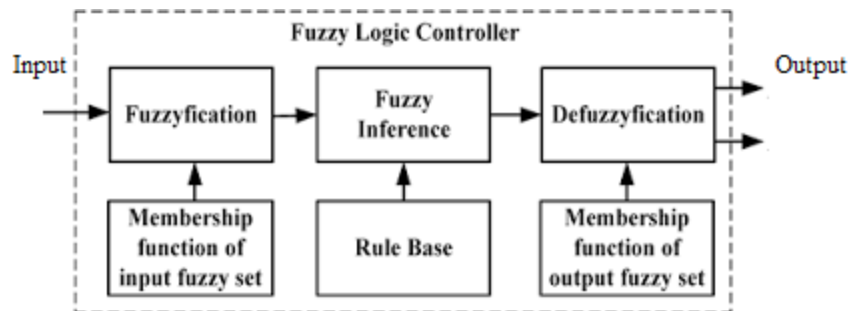 Fuzzy Logic Controller
Input
Output
Fuzzyfication
Fuzzy
Inference
Defuzzyfication
Membership
function of
input fuzzy set
Rule Base
Membership
function of
output fuzzy set